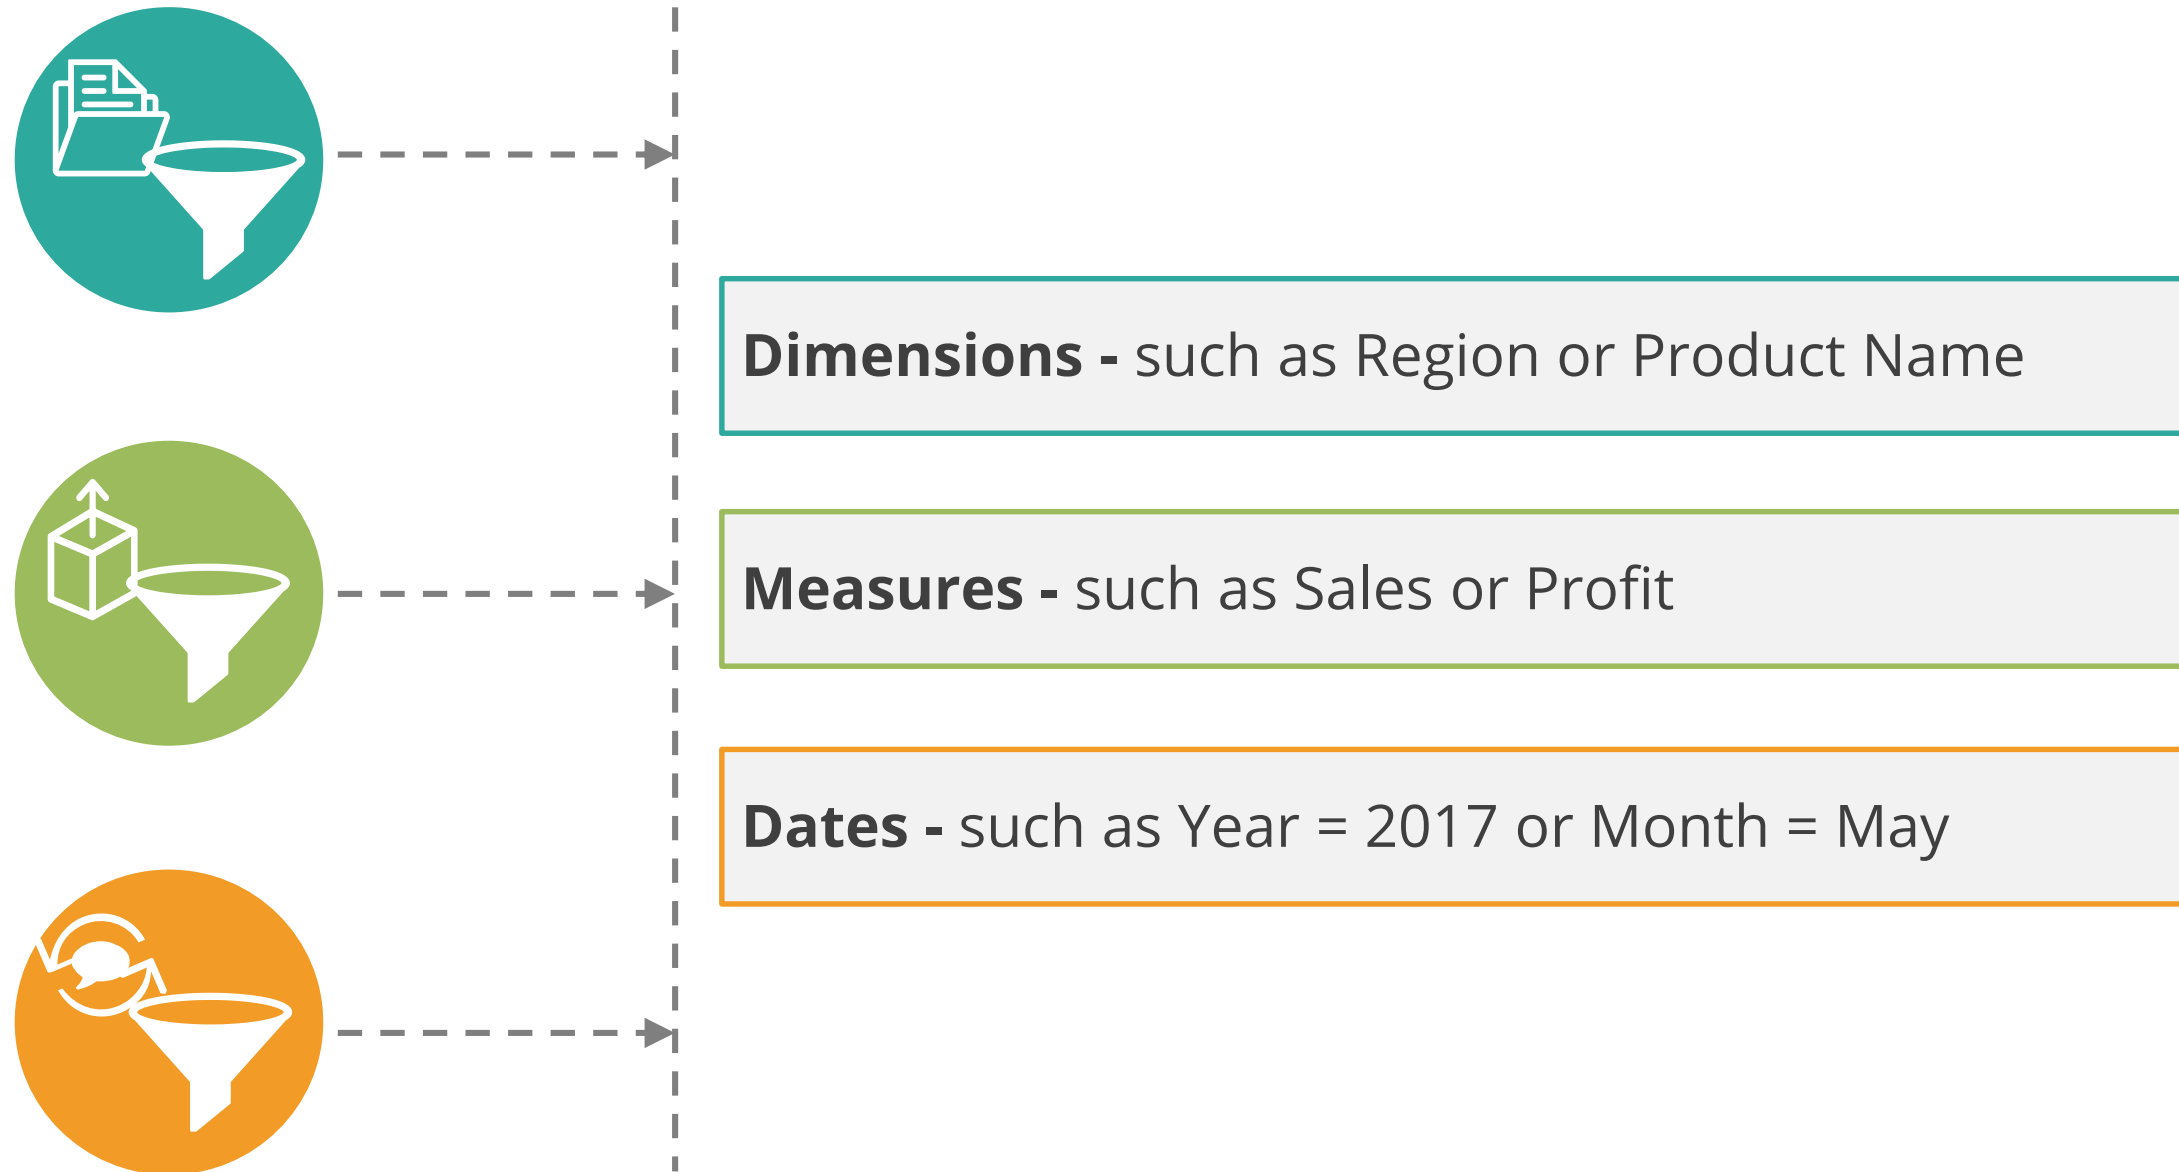 Dimensions - such as Region or Product Name
Measures - such as Sales or Profit
Dates - such as Year = 2017 or Month = May